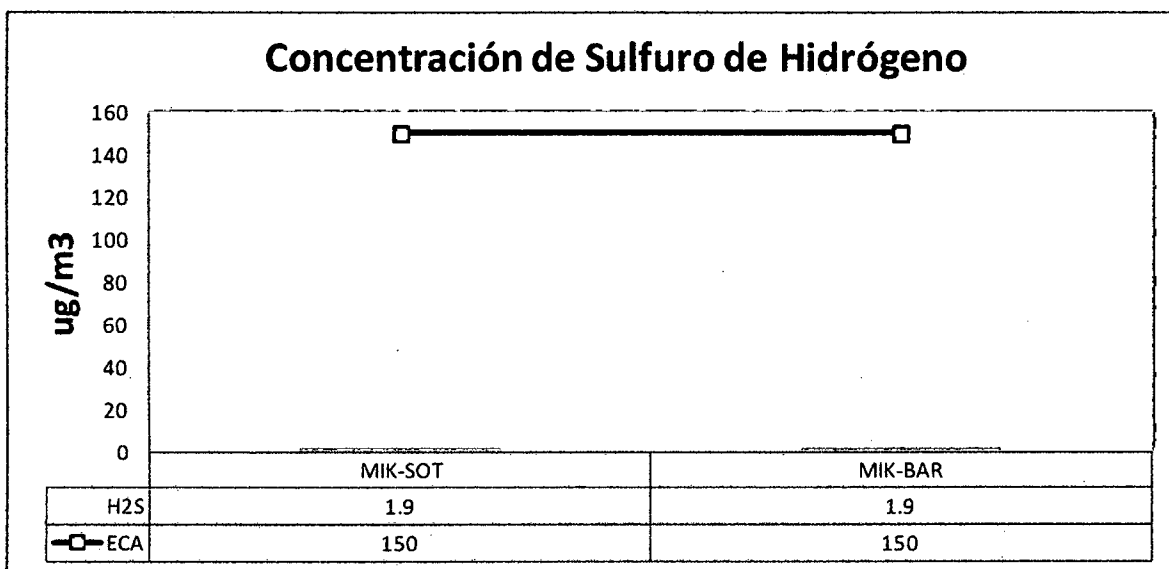 Concentración de Sulfuro de Hidrógeno
ug/m3
160
140
120
100
80
60
40
20
0
MIK-SOT MIK-BAR
H2S 1.9 1.9
ECA 150 150